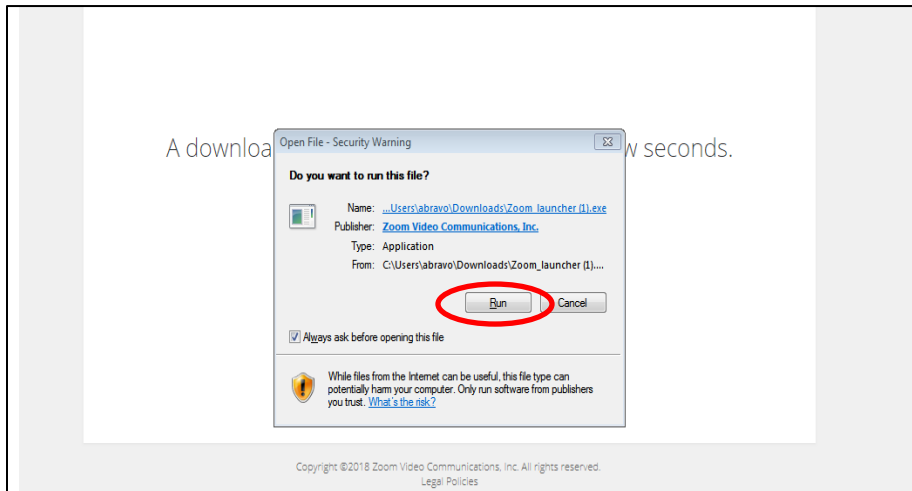 A downloa
w seconds.
Open File - Security Warning
Do you want to run this file?
Name: ...Users\abravo\Downloads\Zoom_launcher (1).exe
Publisher: Zoom Video Communications, Inc.
Type: Application
From: C:\Users\abravo\Downloads\Zoom_launcher (1)....
Run Cancel
Always ask before opening this file
While files from the Internet can be useful, this file type can
potentially harm your computer. Only run software from publishers
you trust. What's the risk?
Copyright ©2018 Zoom Video Communications, Inc. All rights reserved.
Legal Policies